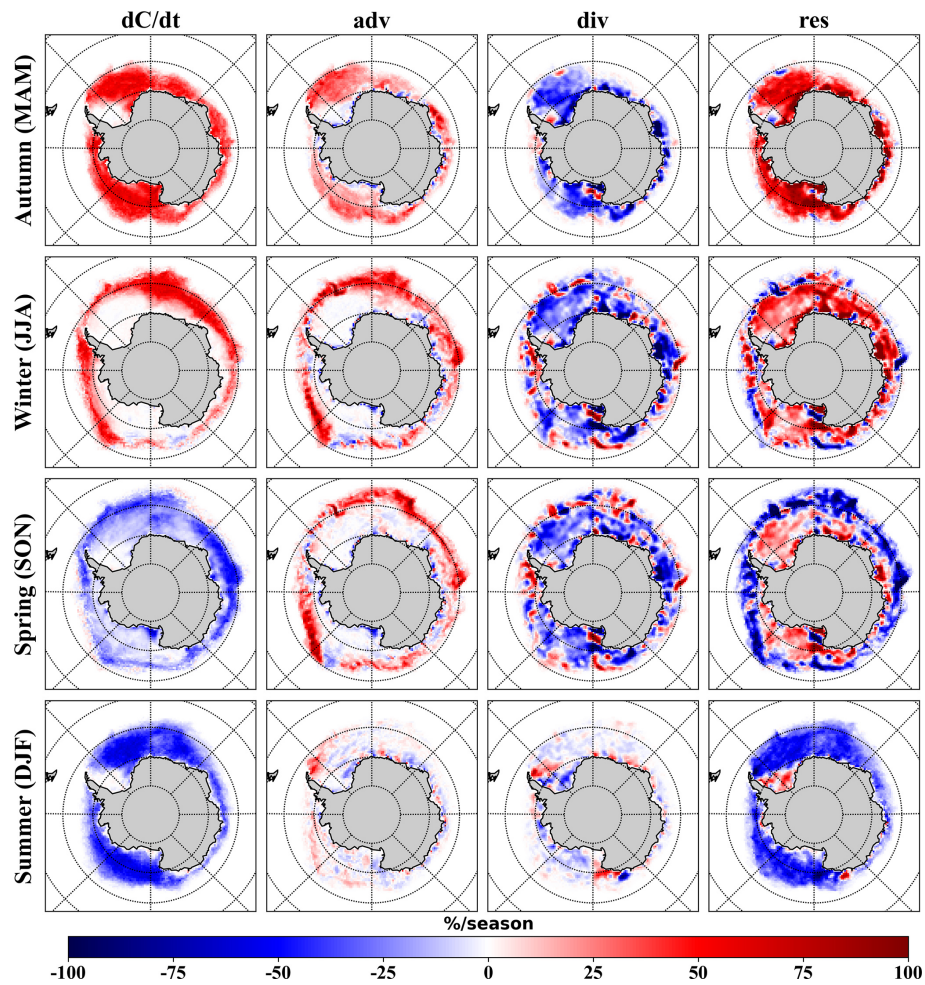 dC/dt adv div res
Autumn (MAM)
Winter (JJA)
Spring (SON)
Summer (DJF)
%/season
-100 -75 -50 -25 0 25 50 75 100